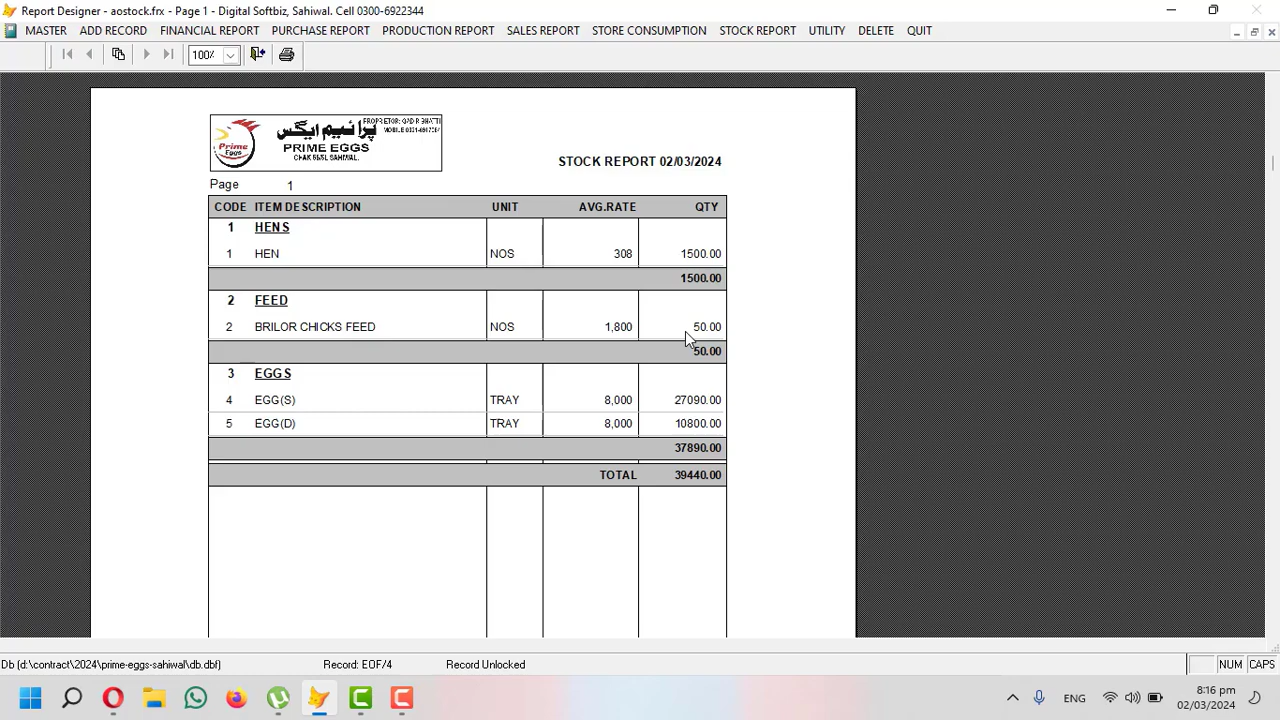 Report Designer - aostock.frx - Page 1 - Digital Softbiz, Sahiwal. Cell 0300-6922344
MASTER ADD RECORD FINANCIAL REPORT PURCHASE REPORT PRODUCTION REPORT SALES REPORT STORE CONSUMPTION STOCK REPORT UTILITY DELETE QUIT
100%
PROPRIETOR:
پرائیم ایگس
MOBILE
PRIME EGGS
Prime
Eggs
SAHIWAL.
STOCK REPORT 02/03/2024
Page 1
CODE ITEM DESCRIPTION UNIT AVG.RATE QTY
1 HENS
1 HEN NOS 308 1500.00
1500.00
2 FEED
2 BRILOR CHICKS FEED NOS 1,800 50.00
50.00
3 EGGS
4 EGG(S) TRAY 8,000 27090.00
5 EGG(D) TRAY 8,000 10800.00
37890.00
TOTAL 39440.00
Db (d:\contract\2024\prime-eggs-sahiwal\db.dbf) Record: EOF/4 Record Unlocked NUM CAPS
ENG 8:16 pm
02/03/2024